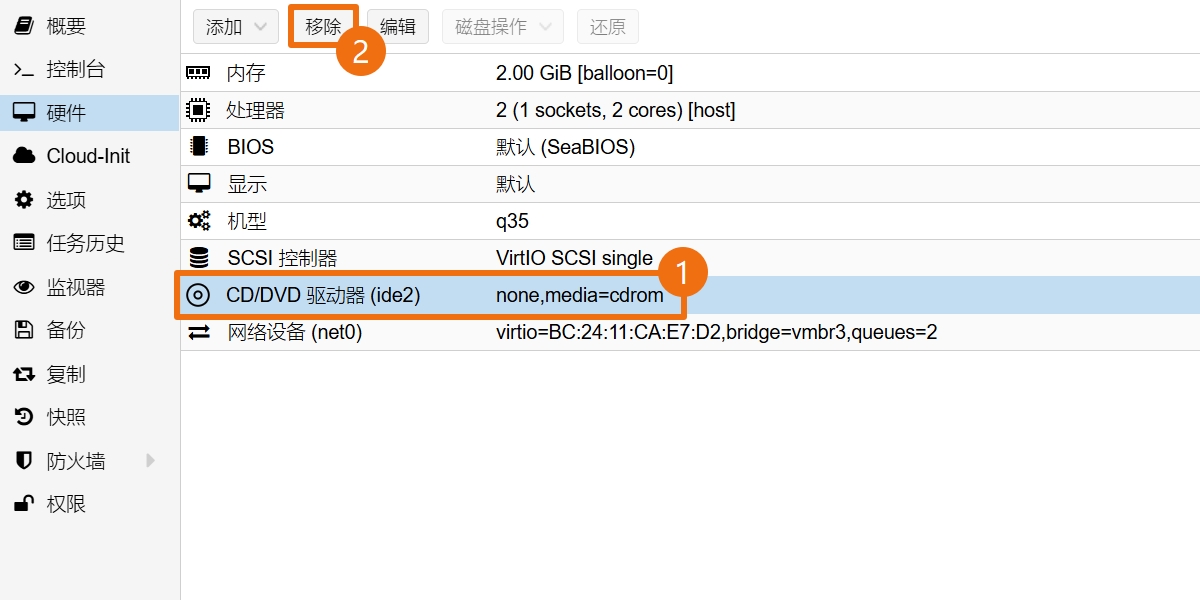 概要
控制台
硬件
Cloud-Init
选项
任务历史
监视器
备份
复制
快照
防火墙
权限
添加 移除 编辑 磁盘操作 还原
2
内存 2.00 GiB [balloon=0]
处理器 2 (1 sockets, 2 cores) [host]
BIOS 默认 (SeaBIOS)
显示 默认
机型 q35
SCSI 控制器 VirtIO SCSI single
1
CD/DVD 驱动器 (ide2) none,media=cdrom
网络设备 (net0) virtio=BC:24:11:CA:E7:D2,bridge=vmbr3,queues=2